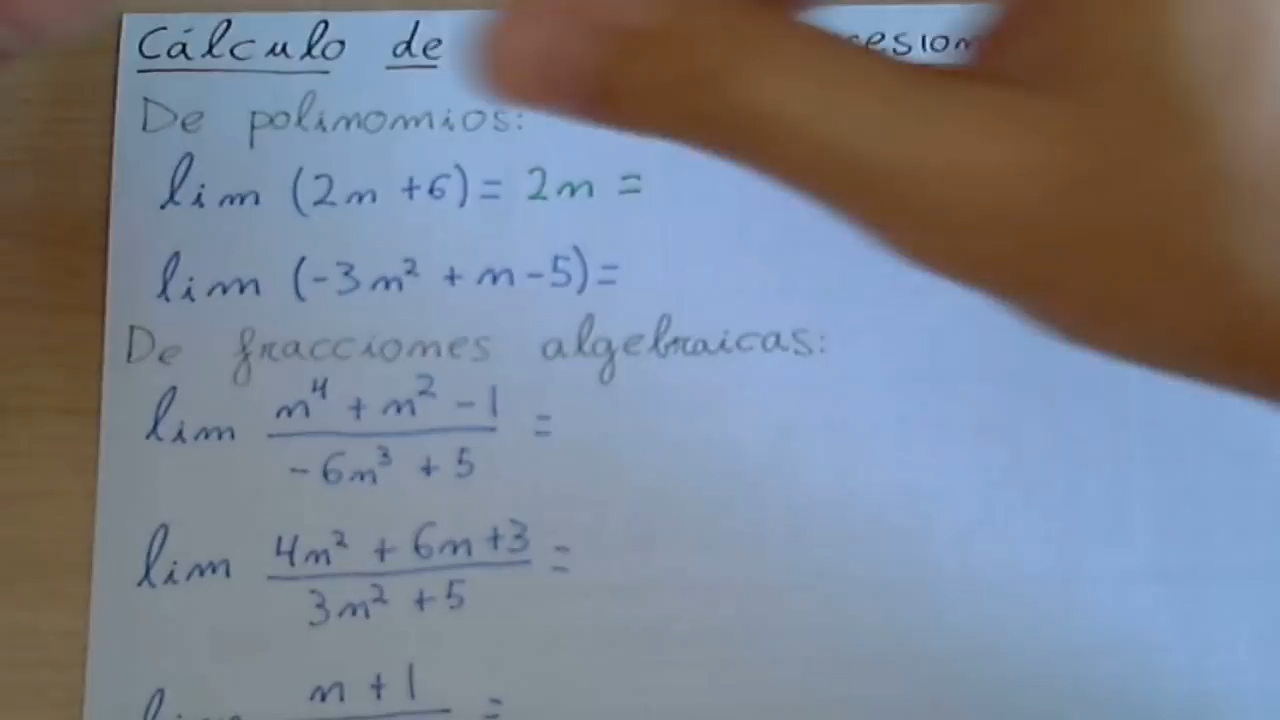 Cálculo de
De polinomios:
lim (2n + 6) = 2n =
lim (-3n² + n - 5) =
De fracciones algebraicas:
lim (n⁴ + n² - 1) / (-6n³ + 5) =
lim (4n² + 6n + 3) / (3n² + 5) =
n + 1 =